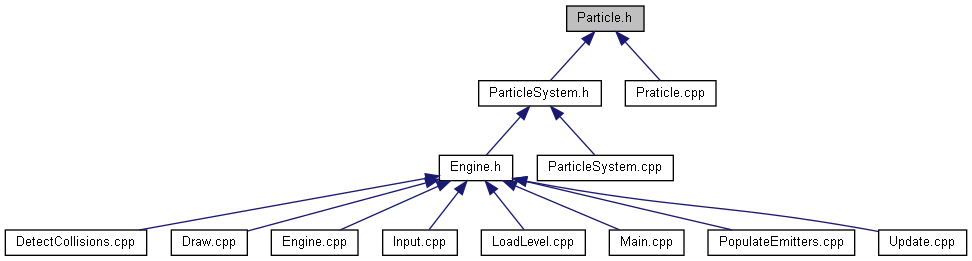 Particle.h
ParticleSystem.h
Praticle.cpp
Engine.h
ParticleSystem.cpp
DetectCollisions.cpp
Draw.cpp
Engine.cpp
Input.cpp
LoadLevel.cpp
Main.cpp
PopulateEmitters.cpp
Update.cpp